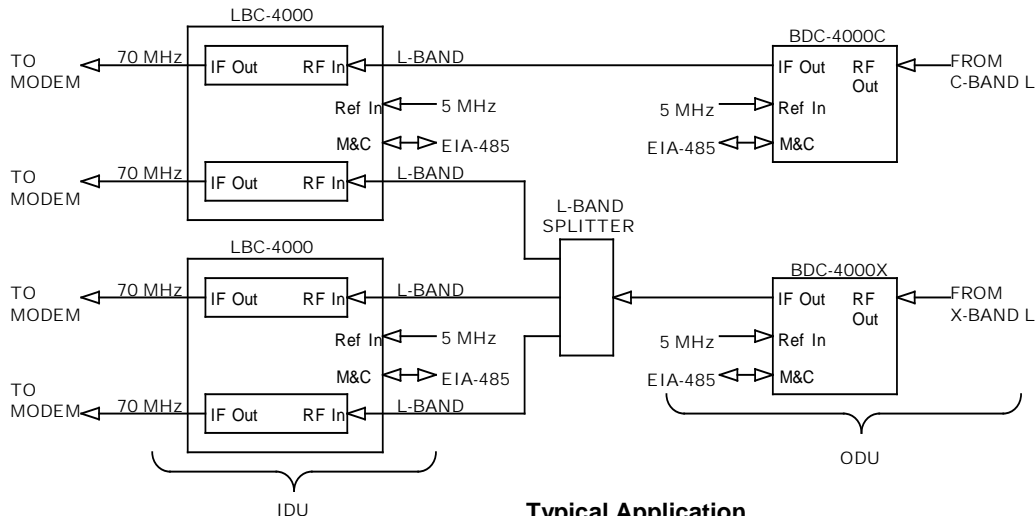 LBC-4000
BDC-4000C
TO
MODEM
70 MHz
IF Out
RF In
L-BAND
IF Out
RF
Out
FROM
C-BAND L
Ref In
5 MHz
5 MHz
Ref In
M&C
EIA-485
EIA-485
M&C
TO
MODEM
70 MHz
IF Out
RF In
L-BAND
L-BAND
SPLITTER
LBC-4000
BDC-4000X
TO
MODEM
70 MHz
IF Out
RF In
L-BAND
IF Out
RF
Out
FROM
X-BAND L
Ref In
5 MHz
5 MHz
Ref In
M&C
EIA-485
EIA-485
M&C
TO
MODEM
70 MHz
IF Out
RF In
L-BAND
ODU
IDU
Typical Application